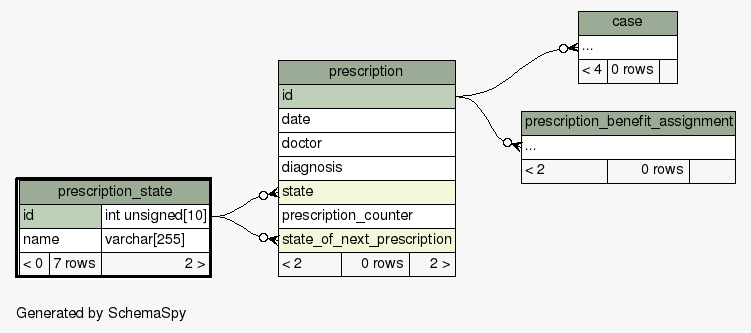 case
...
< 4 0 rows
prescription
id
date
doctor
diagnosis
state
prescription_counter
state_of_next_prescription
< 2 0 rows 2 >
prescription_benefit_assignment
...
< 2 0 rows
prescription_state
id int unsigned[10]
name varchar[255]
< 0 7 rows 2 >
Generated by SchemaSpy